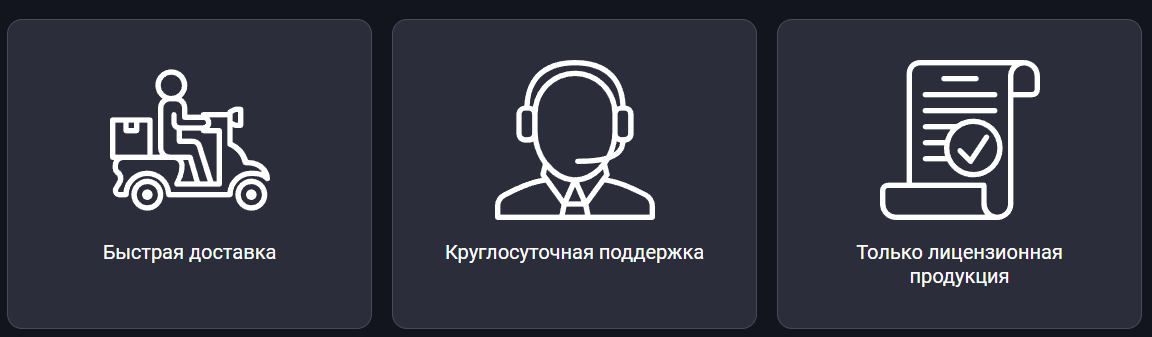 Быстрая доставка
Круглосуточная поддержка
Только лицензионная
продукция